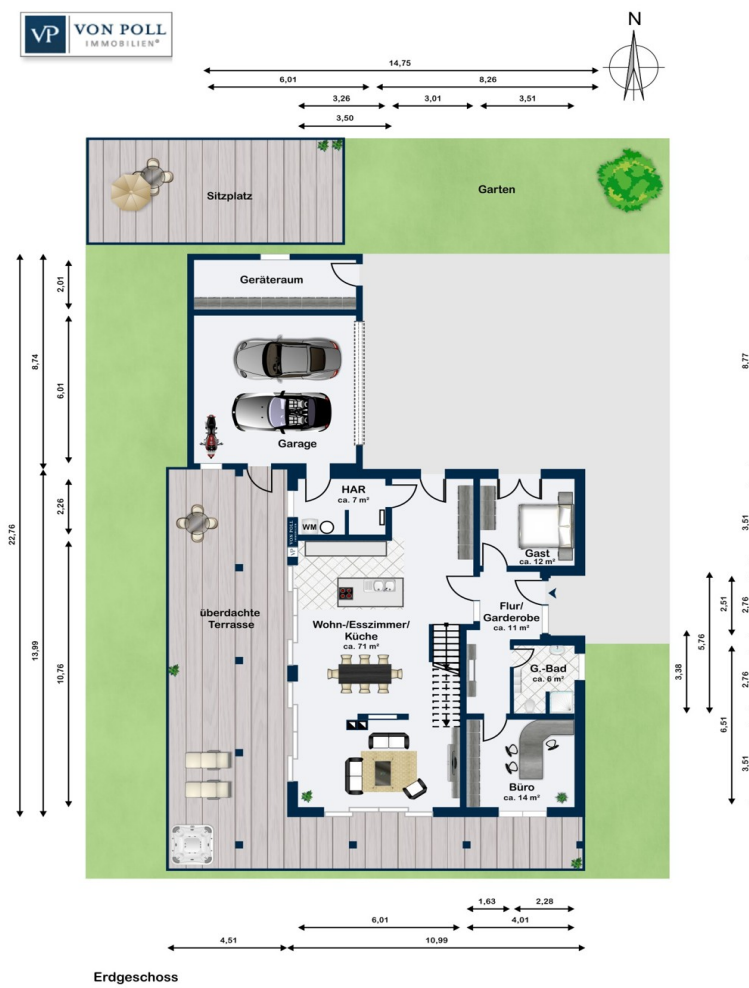 VP VON POLL
IMMOBILIEN®
N
14,75
6,01
8,26
3,26
3,01
3,51
3,50
Sitzplatz
Garten
Geräteraum
2,01
8,74
6,01
8,77
Garage
HAR
ca. 7 m²
WM
VP VON POLL
Gast
ca. 12 m²
2,26
3,51
22,76
überdachte
Terrasse
Wohn-/Esszimmer/
Küche
ca. 71 m²
Flur/
Garderobe
ca. 11 m²
2,51
2,76
5,76
13,99
10,76
3,38
G.-Bad
ca. 6 m²
2,76
6,51
Büro
ca. 14 m²
3,51
1,63
2,28
6,01
4,01
4,51
10,99
Erdgeschoss